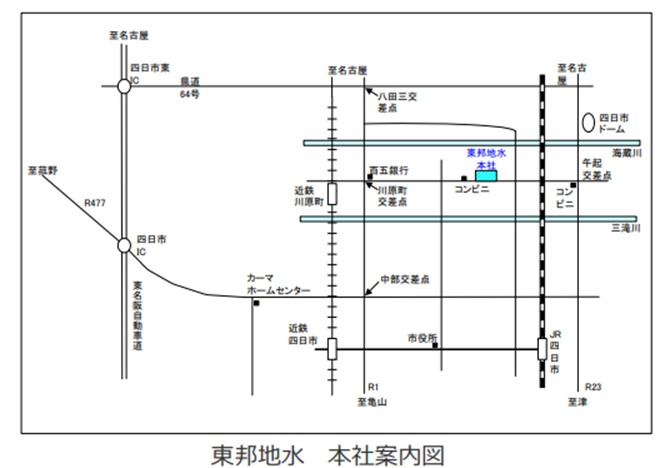 至名古屋
四日市東
IC
県道
64号
至名古屋
八田三交
差点
至名古
屋
四日市
ドーム
海蔵川
東邦地水
本社
午起
交差点
至菰野
百五銀行
コンビニ
コン
ビニ
近鉄
川原町
川原町
交差点
R477
三滝川
四日市
IC
カーマ
ホームセンター
中部交差点
東名阪自動車道
近鉄
四日市
市役所
JR
四
日
市
R1
至亀山
R23
至津
東邦地水　本社案内図